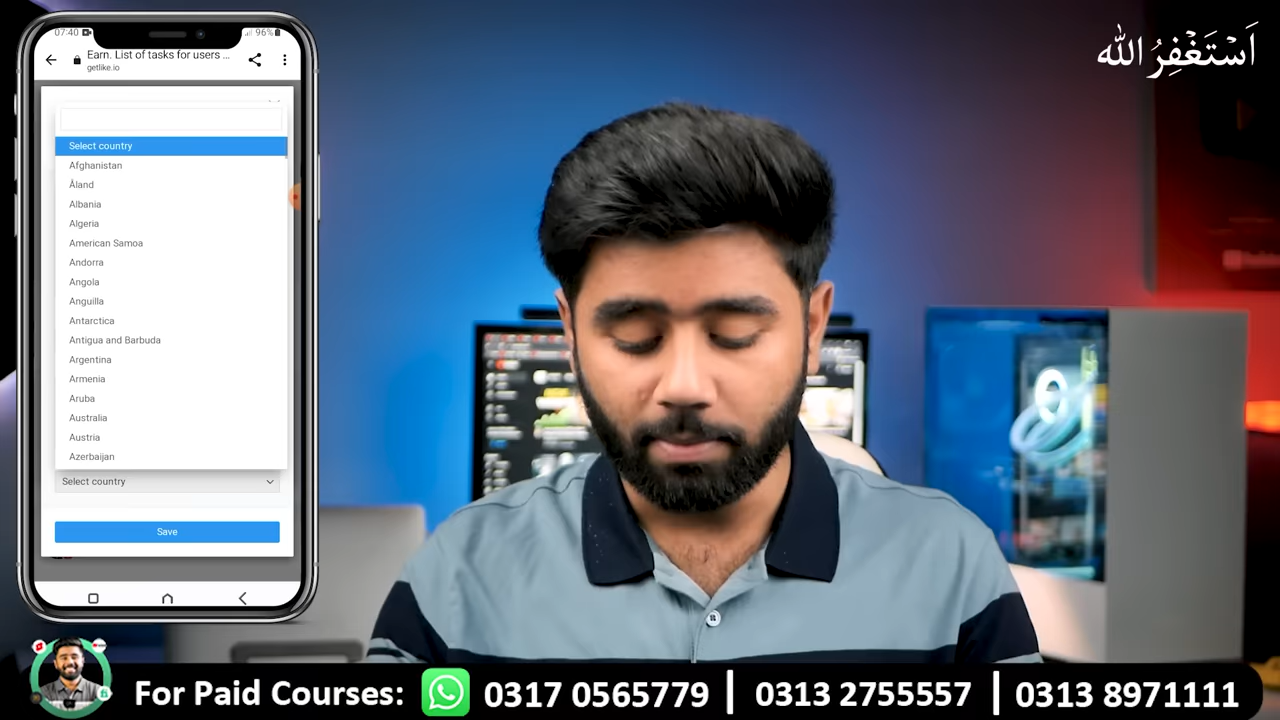 07:40
96%
Earn. List of tasks for users ...
getlike.io
Select country
Afghanistan
Åland
Albania
Algeria
American Samoa
Andorra
Angola
Anguilla
Antarctica
Antigua and Barbuda
Argentina
Armenia
Aruba
Australia
Austria
Azerbaijan
Select country
Save
اَسْتَغْفِرُ اللّٰه
For Paid Courses: 0317 0565779 | 0313 2755557 | 0313 8971111